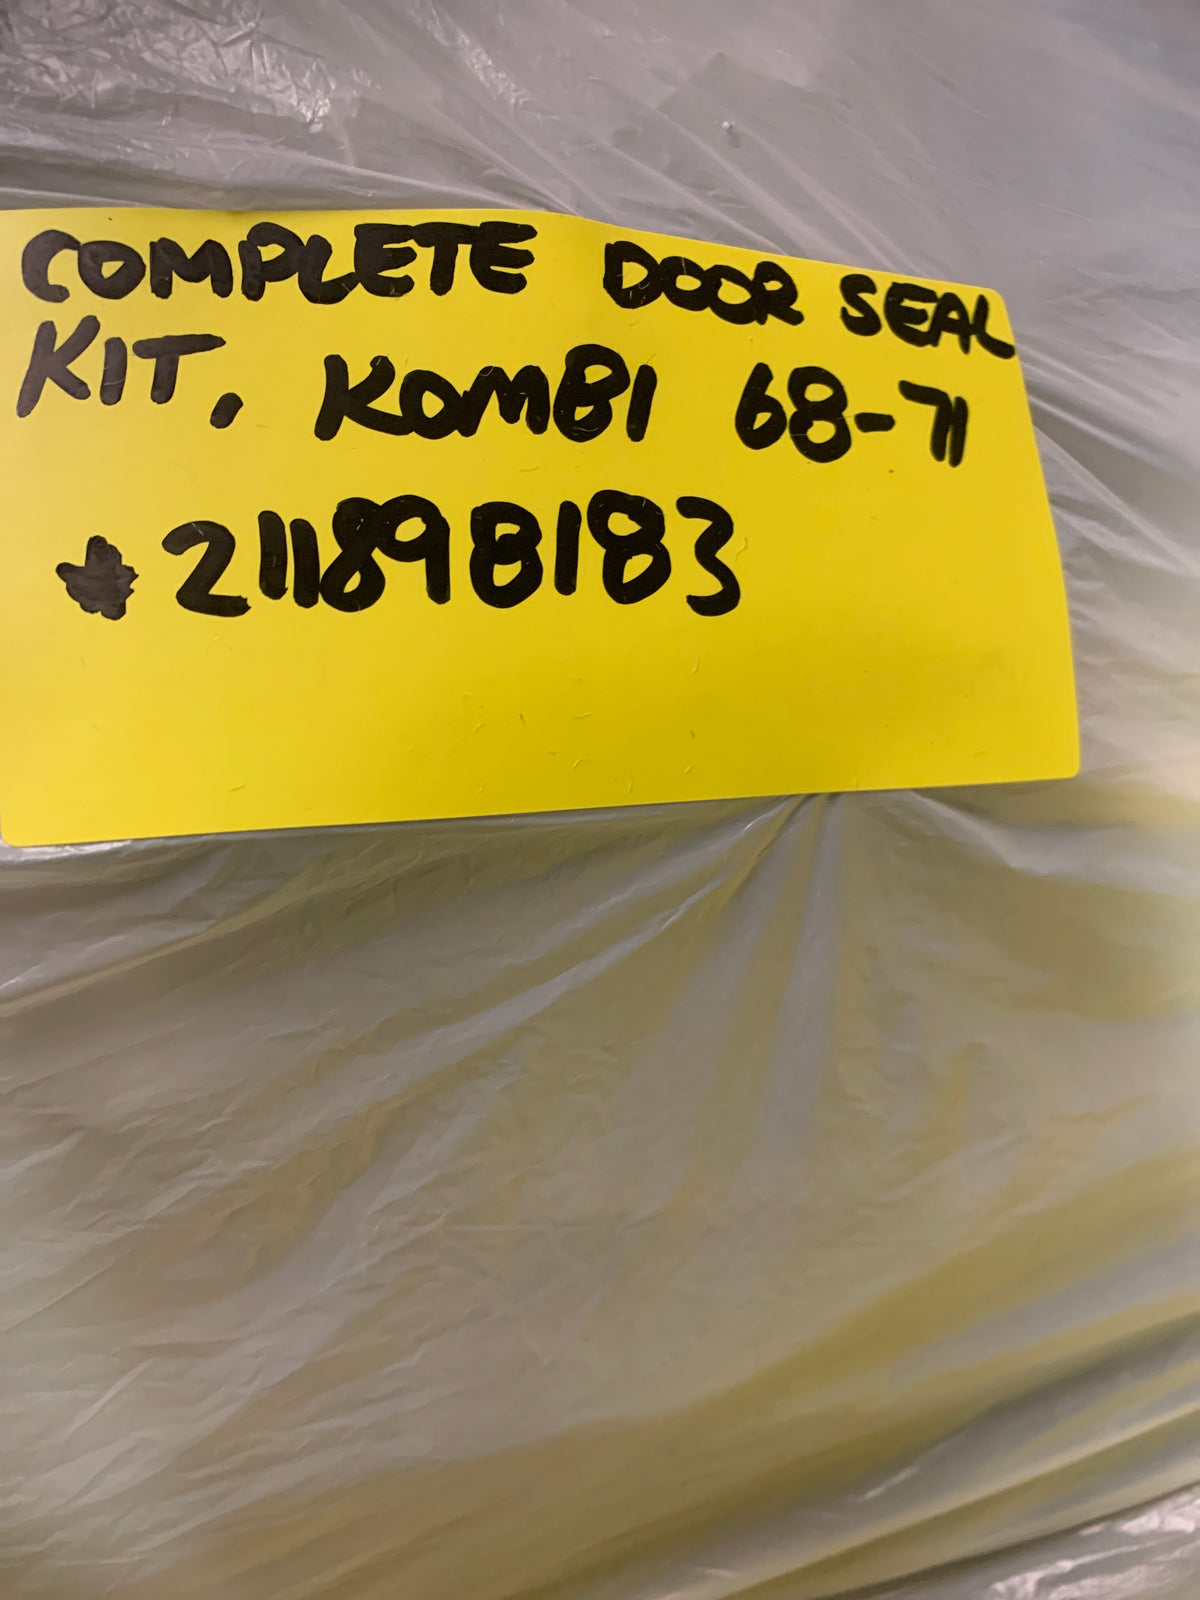 COMPLETE DOOR SEAL
KIT, KOMBI 68-71
*211898183